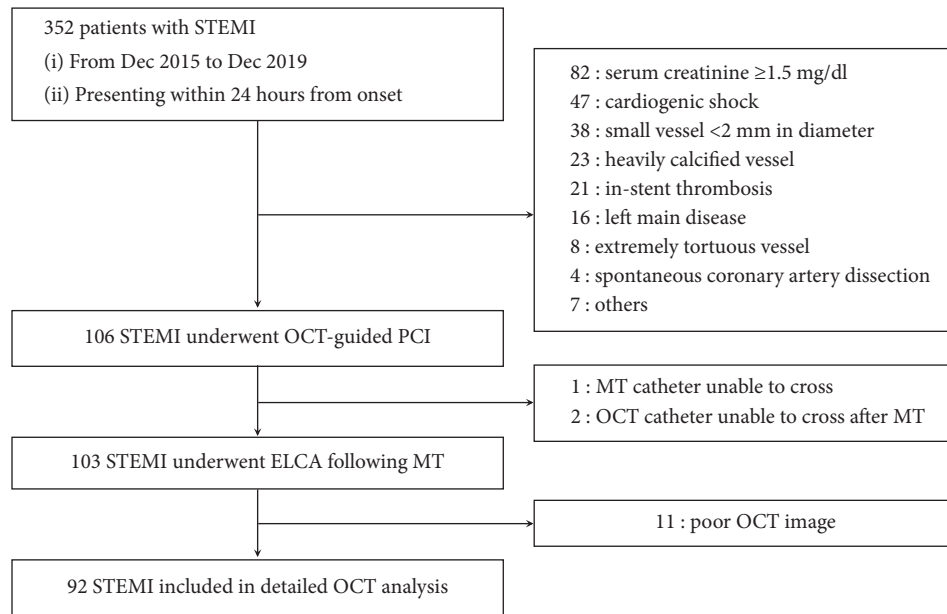 352 patients with STEMI
(i) From Dec 2015 to Dec 2019
(ii) Presenting within 24 hours from onset
82 : serum creatinine ≥1.5 mg/dl
47 : cardiogenic shock
38 : small vessel <2 mm in diameter
23 : heavily calcified vessel
21 : in-stent thrombosis
16 : left main disease
8 : extremely tortuous vessel
4 : spontaneous coronary artery dissection
7 : others
106 STEMI underwent OCT-guided PCI
1 : MT catheter unable to cross
2 : OCT catheter unable to cross after MT
103 STEMI underwent ELCA following MT
11 : poor OCT image
92 STEMI included in detailed OCT analysis